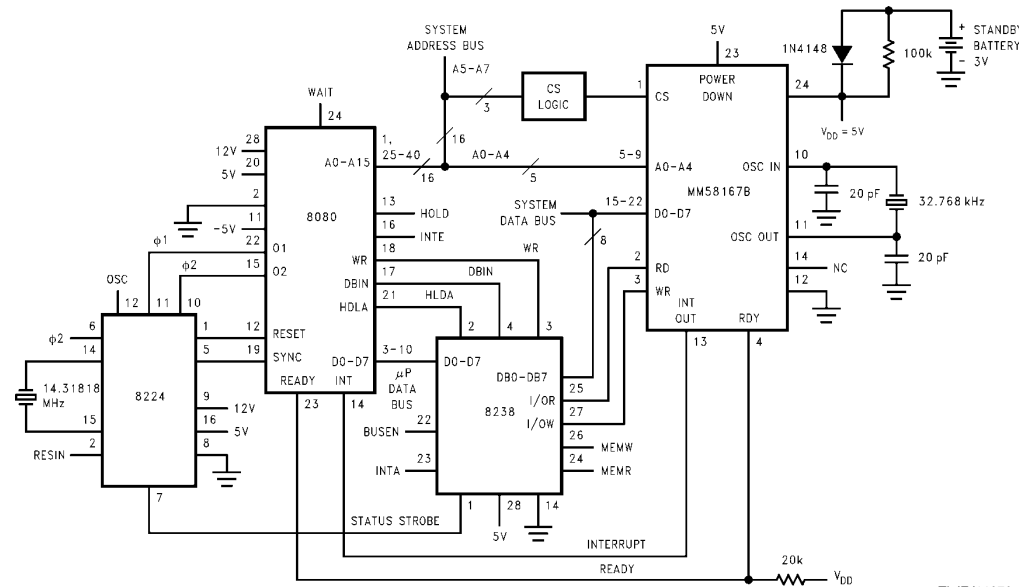 SYSTEM
ADDRESS BUS
A5-A7
3
16
CS
LOGIC
5V
23
POWER
DOWN
1
CS
24
1N4148
100k
+ STANDBY
BATTERY
- 3V
V_DD = 5V
WAIT
24
28
12V
20
5V
2
11
-5V
22
O1
15
O2
8080
1,
25-40
A0-A15
16
A0-A4
5
5-9
A0-A4
OSC IN
10
20 pF
32.768 kHz
MM58167B
13
HOLD
16
INTE
SYSTEM
DATA BUS
8
15-22
D0-D7
OSC OUT
11
20 pF
18
WR
WR
17
DBIN
DBIN
21
HDLA
HLDA
2
RD
3
WR
14
NC
12
INT
OUT
RDY
13
4
ϕ1
ϕ2
OSC
12
11
10
6
ϕ2
14
1
12
RESET
5
19
SYNC
14.31818
MHz
8224
9
12V
15
16
5V
2
RESIN
8
7
READY
INT
23
14
D0-D7
3-10
μP
DATA
BUS
2
4
3
D0-D7
DB0-DB7
25
8238
I/OR
27
I/OW
22
BUSEN
26
MEMW
23
INTA
24
MEMR
1
28
14
5V
STATUS STROBE
INTERRUPT
READY
20k
V_DD